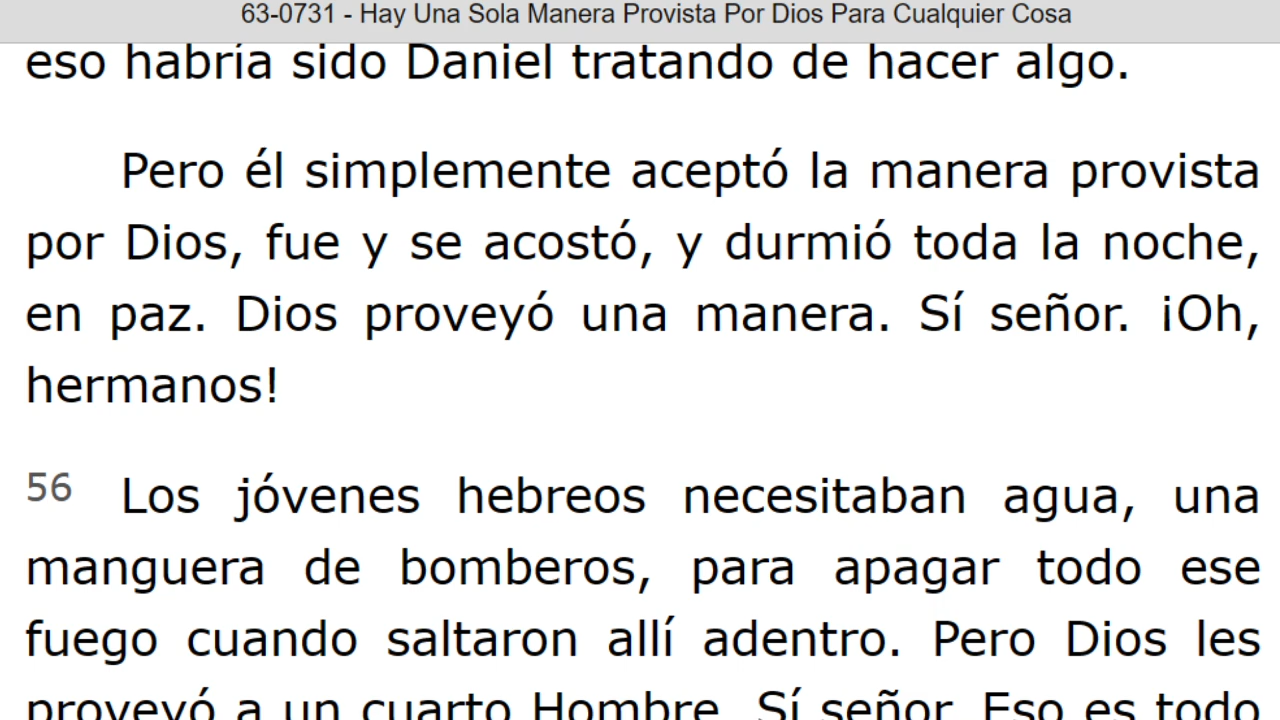 63-0731 - Hay Una Sola Manera Provista Por Dios Para Cualquier Cosa
eso habría sido Daniel tratando de hacer algo.
Pero él simplemente aceptó la manera provista
por Dios, fue y se acostó, y durmió toda la noche,
en paz. Dios proveyó una manera. Sí señor. ¡Oh,
hermanos!
56 Los jóvenes hebreos necesitaban agua, una
manguera de bomberos, para apagar todo ese
fuego cuando saltaron allí adentro. Pero Dios les
proveyó a un cuarto Hombre. Sí señor. Eso es todo